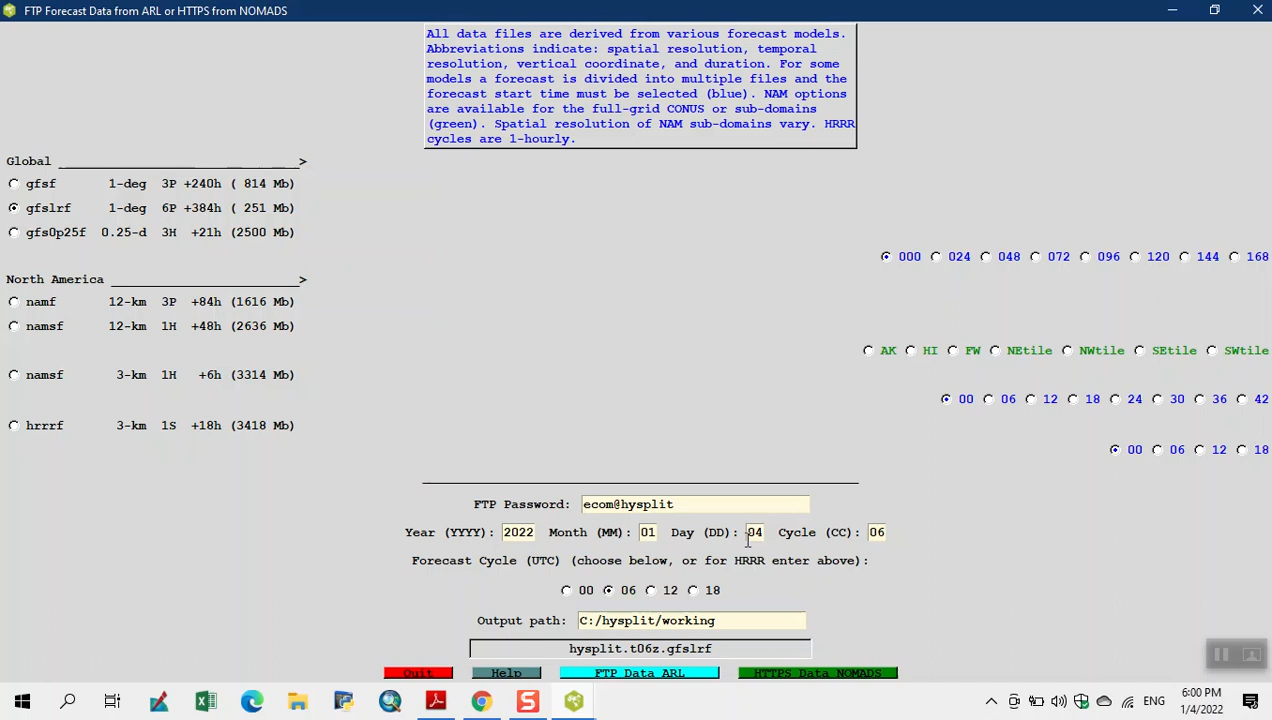 FTP Forecast Data from ARL or HTTPS from NOMADS
All data files are derived from various forecast models.
Abbreviations indicate: spatial resolution, temporal
resolution, vertical coordinate, and duration. For some
models a forecast is divided into multiple files and the
forecast start time must be selected (blue). NAM options
are available for the full-grid CONUS or sub-domains
(green). Spatial resolution of NAM sub-domains vary. HRRR
cycles are 1-hourly.
Global ______________________________>
gfsf 1-deg 3P +240h ( 814 Mb)
gfslrf 1-deg 6P +384h ( 251 Mb)
gfs0p25f 0.25-d 3H +21h (2500 Mb)
000 024 048 072 096 120 144 168
North America ________________________>
namf 12-km 3P +84h (1616 Mb)
namsf 12-km 1H +48h (2636 Mb)
AK HI FW NEtile NWtile SEtile SWtile
namsf 3-km 1H +6h (3314 Mb)
00 06 12 18 24 30 36 42
hrrrf 3-km 1S +18h (3418 Mb)
00 06 12 18
FTP Password: ecom@hysplit
Year (YYYY): 2022 Month (MM): 01 Day (DD): 04 Cycle (CC): 06
Forecast Cycle (UTC) (choose below, or for HRRR enter above):
00 06 12 18
Output path: C:/hysplit/working
hysplit.t06z.gfslrf
Quit Help FTP Data ARL HTTPS Data NOMADS
ENG 6:00 PM
1/4/2022